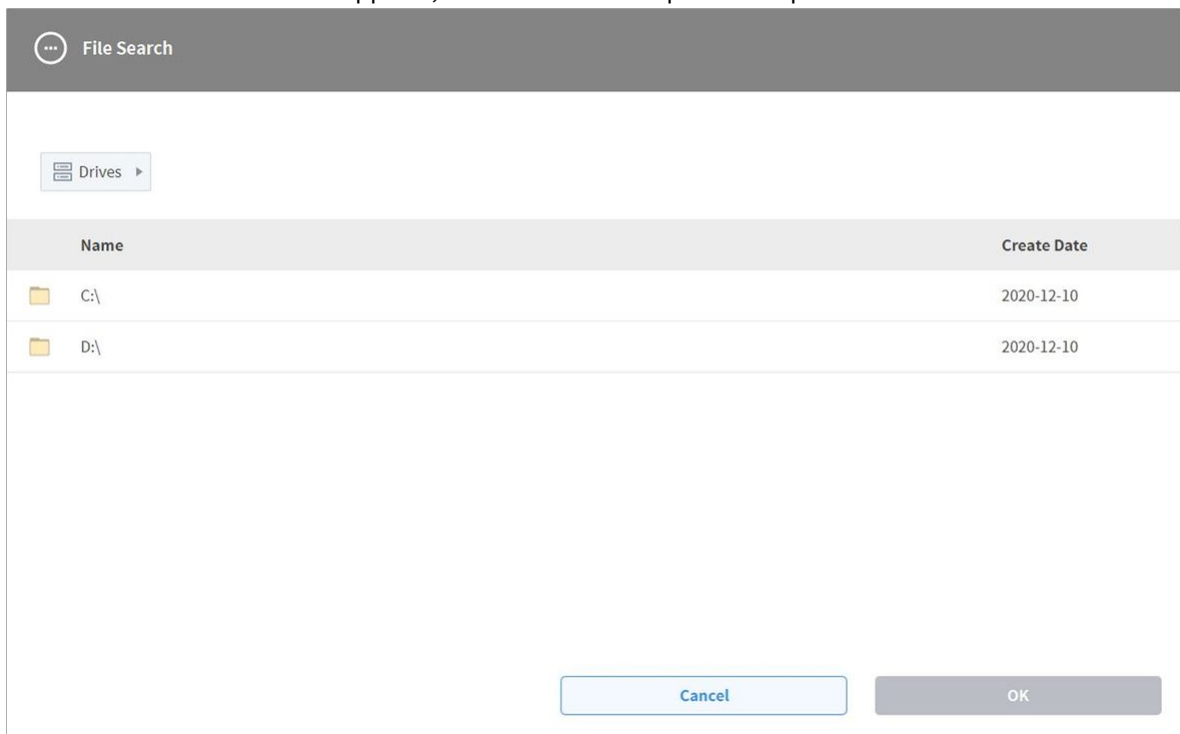 File Search
Drives
Name Create Date
C:\ 2020-12-10
D:\ 2020-12-10
Cancel OK